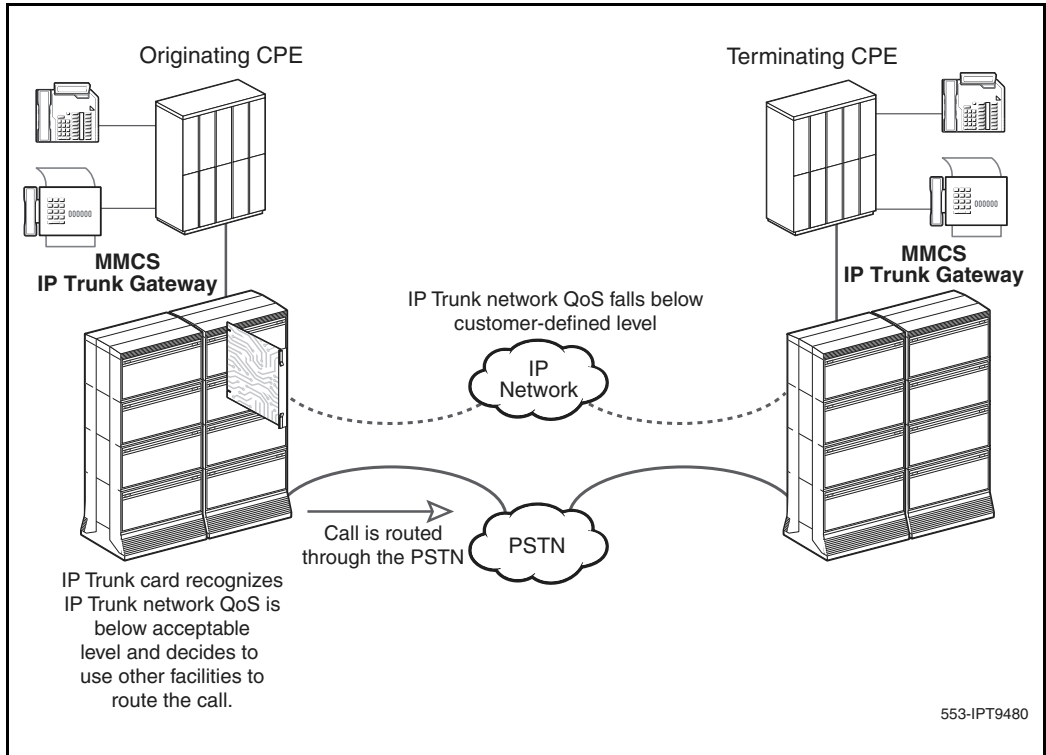 Originating CPE
Terminating CPE
000000
000000
MMCS
IP Trunk Gateway
MMCS
IP Trunk Gateway
IP Trunk network QoS falls below
customer-defined level
IP
Network
Call is routed
through the PSTN
PSTN
IP Trunk card recognizes
IP Trunk network QoS is
below acceptable
level and decides to
use other facilities to
route the call.
553-IPT9480